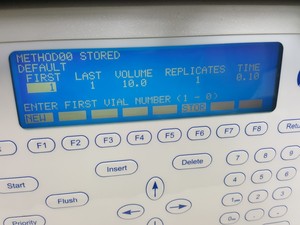 METHOD00 STORED
DEFAULT
FIRST LAST VOLUME REPLICATES TIME
1 1 10.0 1 0.10
ENTER FIRST VIAL NUMBER (1 - 0)
NEW STOR
F1 F2 F3 F4 F5 F6 F7 F8 Return
Insert Delete
Start
Flush
Priority
7 8 9
4 5 6
1 2 3